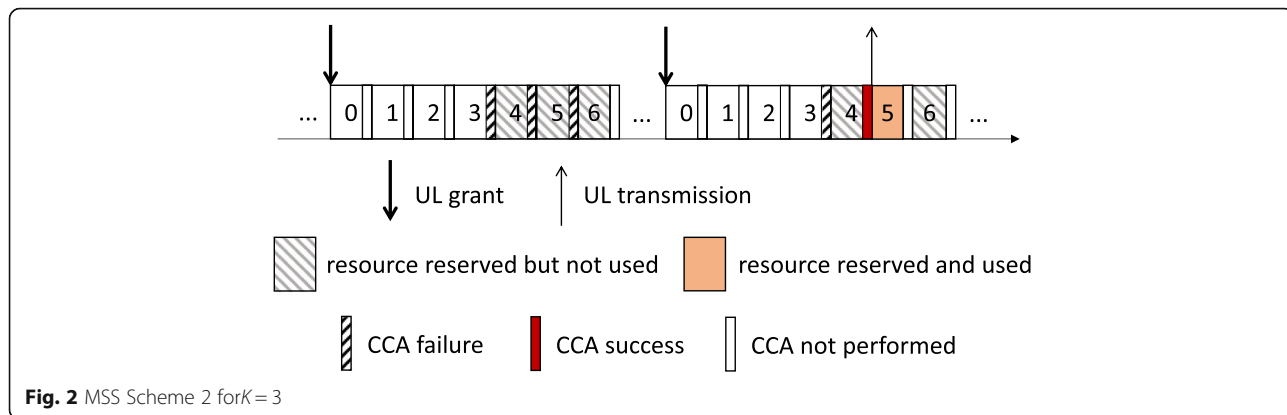 ... 0 1 2 3 4 5 6 ... 0 1 2 3 4 5 6 ...
UL grant UL transmission
resource reserved but not used resource reserved and used
CCA failure CCA success CCA not performed
Fig. 2 MSS Scheme 2 forK = 3